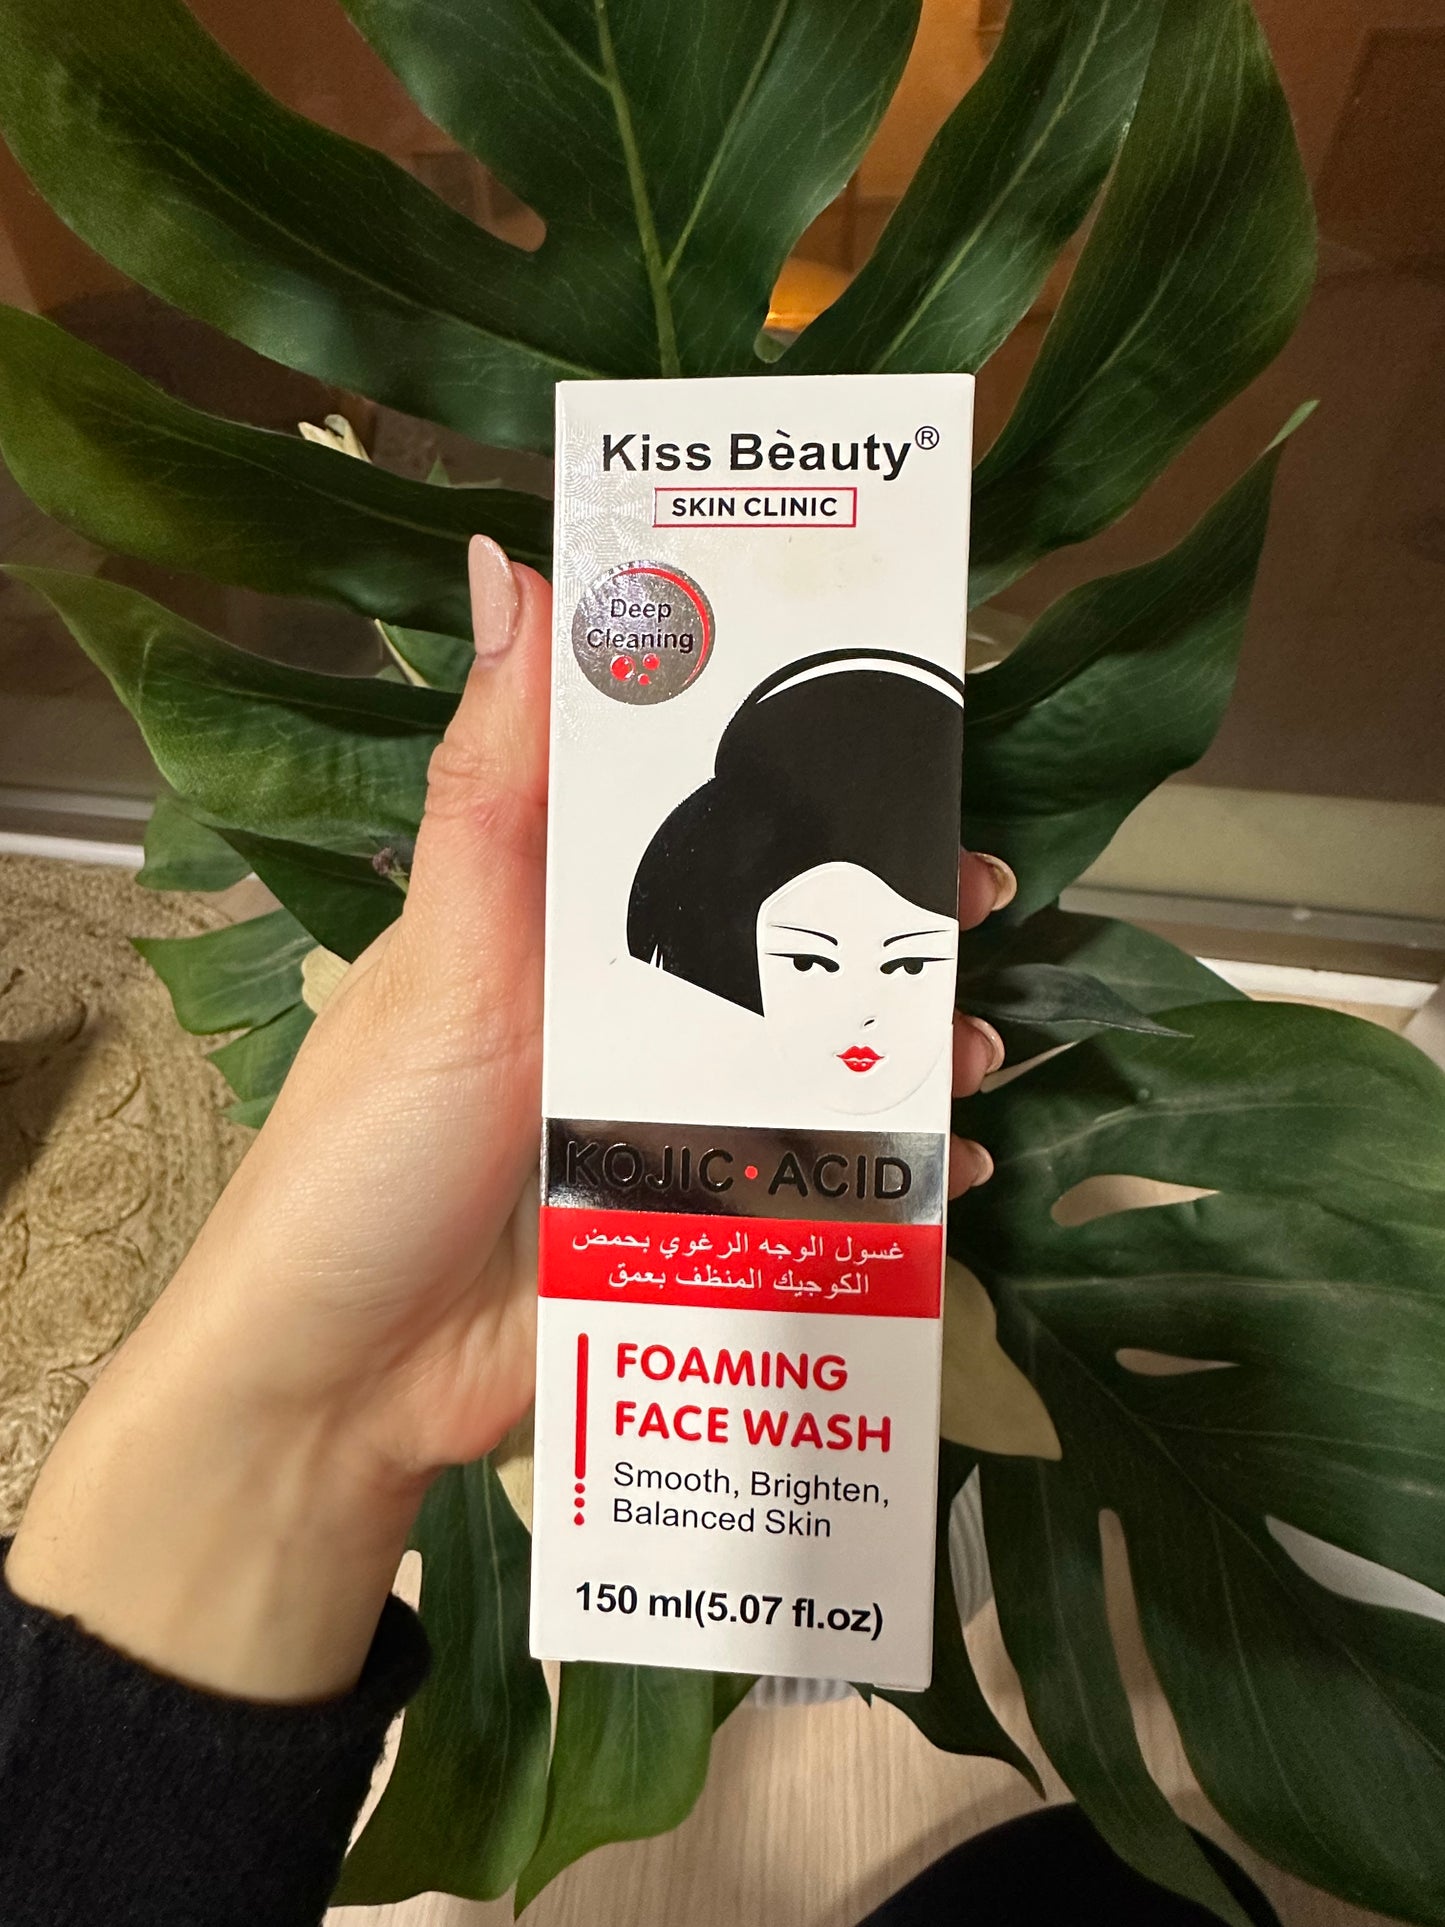 Kiss Bèauty®
SKIN CLINIC
Deep
Cleaning
KOJIC·ACID
غسول الوجه الرغوي بحمض
الكوجيك المنظف بعمق
FOAMING
FACE WASH
Smooth, Brighten,
Balanced Skin
150 ml(5.07 fl.oz)